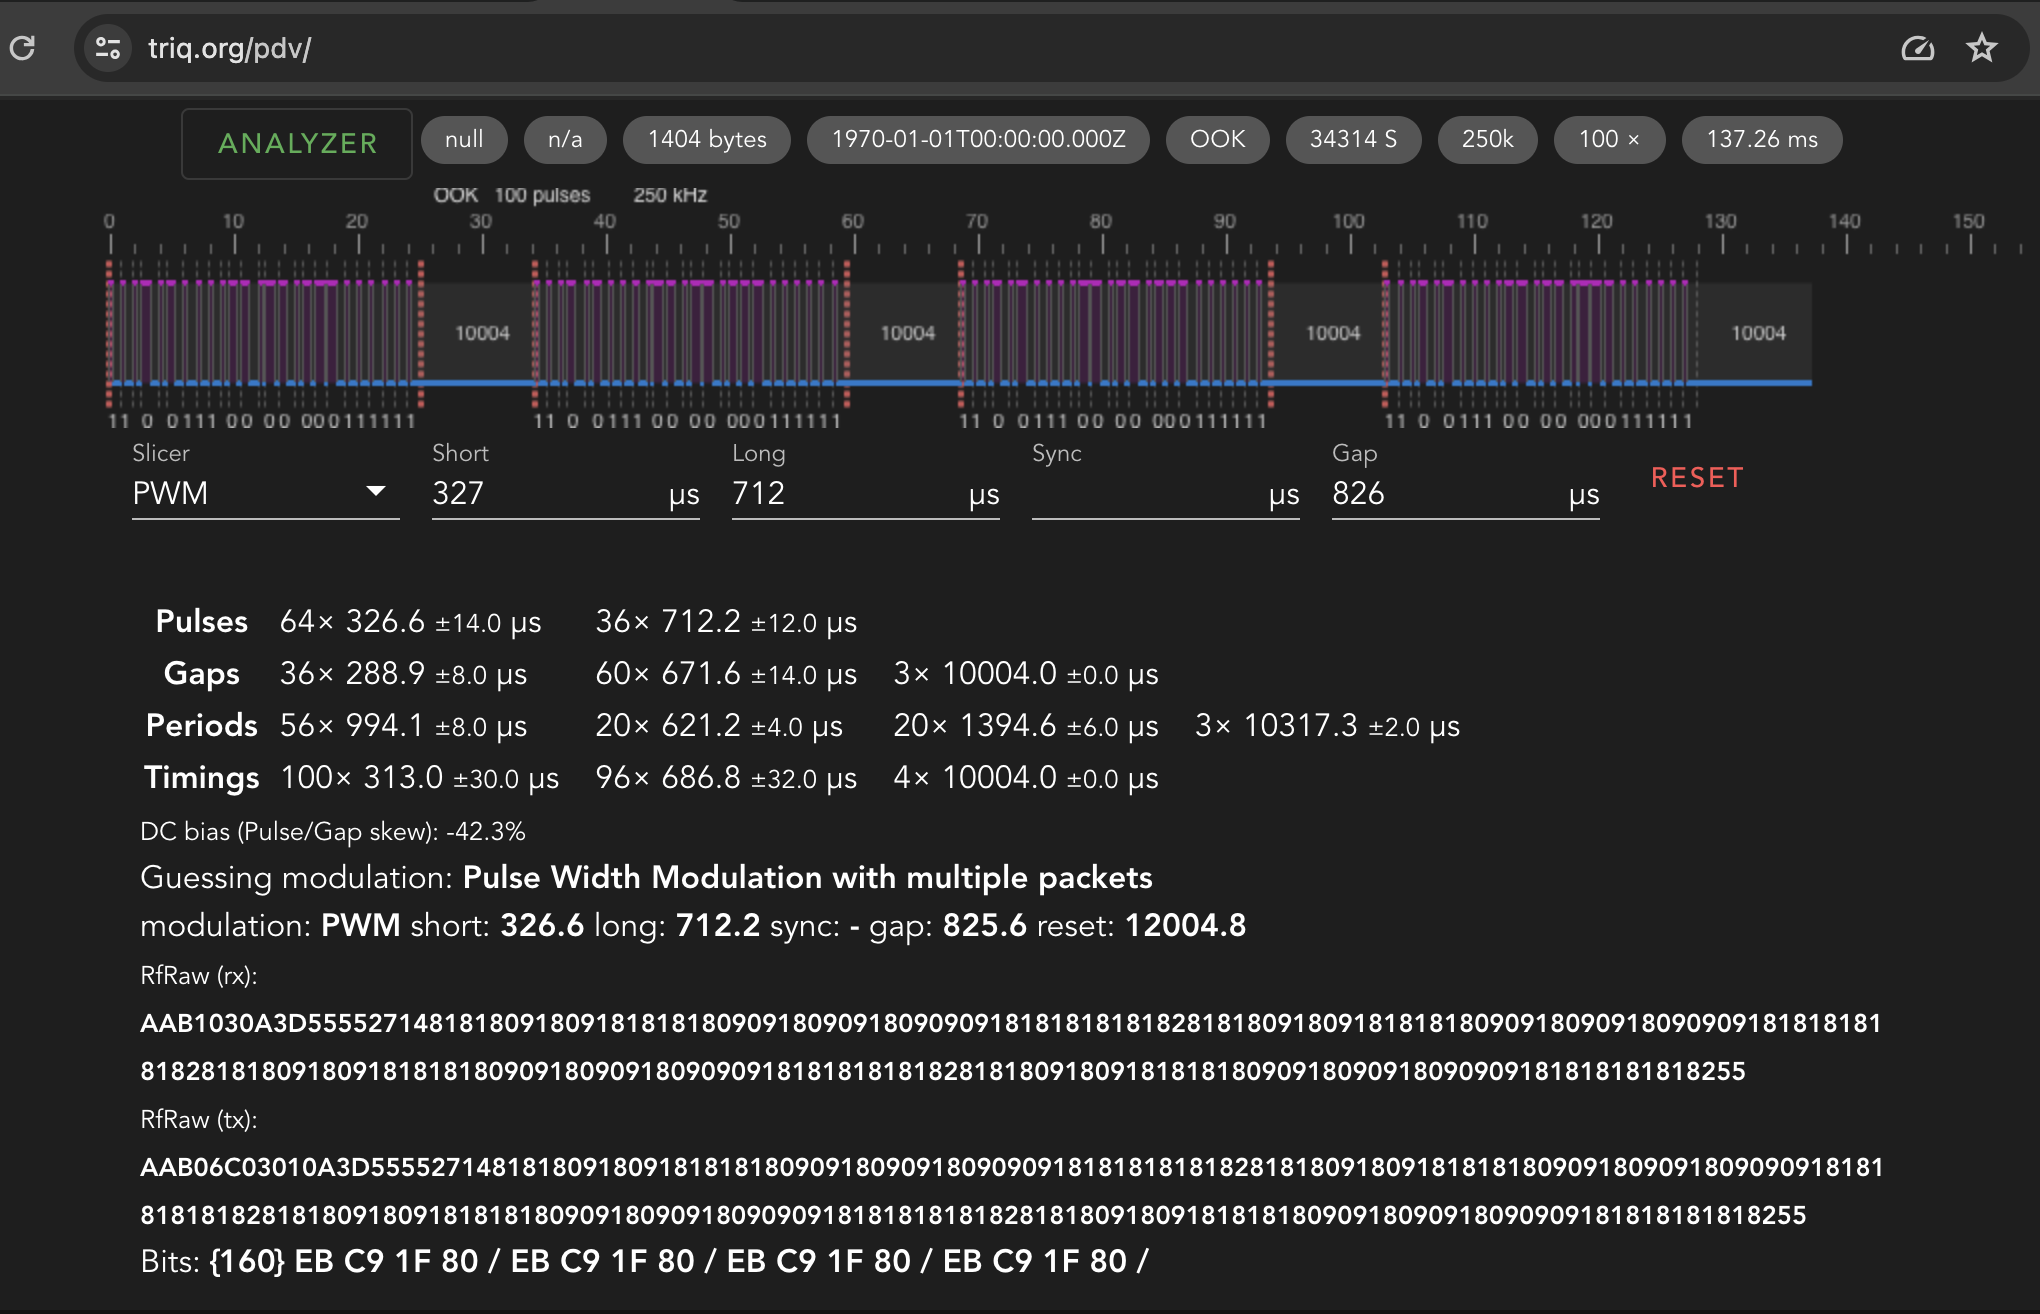 triq.org/pdv/
ANALYZER null n/a 1404 bytes 1970-01-01T00:00:00.000Z OOK 34314 S 250k 100 × 137.26 ms
OOK 100 pulses 250 kHz
0 10 20 30 40 50 60 70 80 90 100 110 120 130 140 150
10004 10004 10004 10004
11 0 0111 00 00 000111111 11 0 0111 00 00 000111111 11 0 0111 00 00 000111111 11 0 0111 00 00 000111111
Slicer Short Long Sync Gap
PWM 327 µs 712 µs µs 826 µs RESET
Pulses 64× 326.6 ±14.0 µs 36× 712.2 ±12.0 µs
Gaps 36× 288.9 ±8.0 µs 60× 671.6 ±14.0 µs 3× 10004.0 ±0.0 µs
Periods 56× 994.1 ±8.0 µs 20× 621.2 ±4.0 µs 20× 1394.6 ±6.0 µs 3× 10317.3 ±2.0 µs
Timings 100× 313.0 ±30.0 µs 96× 686.8 ±32.0 µs 4× 10004.0 ±0.0 µs
DC bias (Pulse/Gap skew): -42.3%
Guessing modulation: Pulse Width Modulation with multiple packets
modulation: PWM short: 326.6 long: 712.2 sync: - gap: 825.6 reset: 12004.8
RfRaw (rx):
AAB1030A3D5555271481818091809181818180909180909180909091818181818182818180918091818181809091809091809090918181818​1
81828181809180918181818090918090918090909181818181818281818091809181818180909180909180909091818181818​18255
RfRaw (tx):
AAB06C03010A3D5555271481818091809181818180909180909180909091818181818182818180918091818181809091809091809090918181
81818182818180918091818181809091809091809090918181818181828181809180918181818090918090918090909181818181818255
Bits: {160} EB C9 1F 80 / EB C9 1F 80 / EB C9 1F 80 / EB C9 1F 80 /